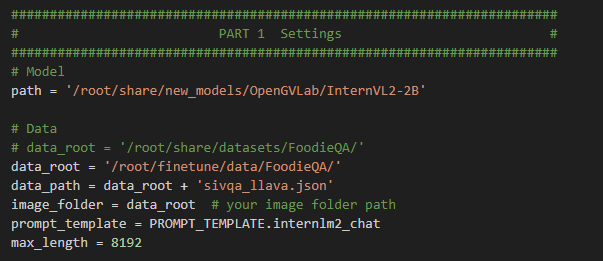 #######################################################################
#                          PART 1  Settings                           #
#######################################################################
# Model
path = '/root/share/new_models/OpenGVLab/InternVL2-2B'

# Data
# data_root = '/root/share/datasets/FoodieQA/'
data_root = '/root/finetune/data/FoodieQA/'
data_path = data_root + 'sivqa_llava.json'
image_folder = data_root  # your image folder path
prompt_template = PROMPT_TEMPLATE.internlm2_chat
max_length = 8192